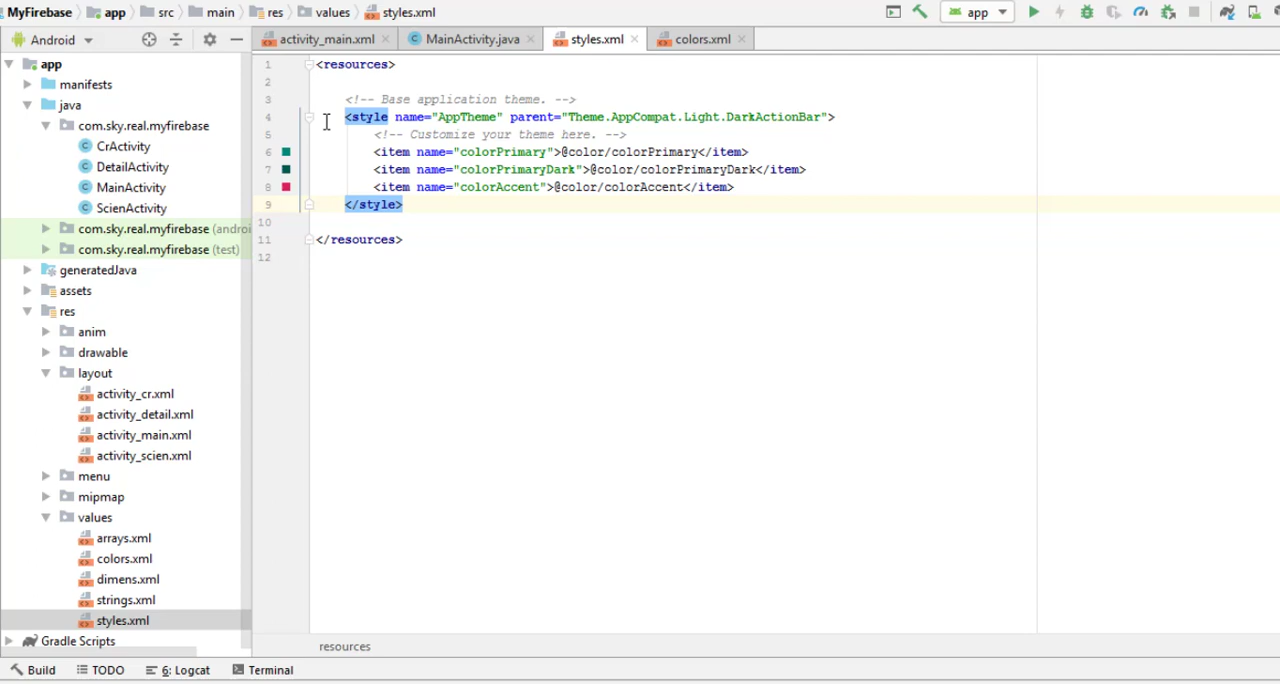 MyFirebase app src main res values styles.xml app
Android activity_main.xml MainActivity.java styles.xml colors.xml
app
manifests
java
com.sky.real.myfirebase
CrActivity
DetailActivity
MainActivity
ScienActivity
com.sky.real.myfirebase
com.sky.real.myfirebase (test)
generatedJava
assets
res
anim
drawable
layout
activity_cr.xml
activity_detail.xml
activity_main.xml
activity_scien.xml
menu
mipmap
values
arrays.xml
colors.xml
dimens.xml
strings.xml
styles.xml
Gradle Scripts
1 <resources>
2
3 <!-- Base application theme. -->
4 <style name="AppTheme" parent="Theme.AppCompat.Light.DarkActionBar">
5 <!-- Customize your theme here. -->
6 <item name="colorPrimary">@color/colorPrimary</item>
7 <item name="colorPrimaryDark">@color/colorPrimaryDark</item>
8 <item name="colorAccent">@color/colorAccent</item>
9 </style>
10
11 </resources>
12
resources
Build TODO 6: Logcat Terminal